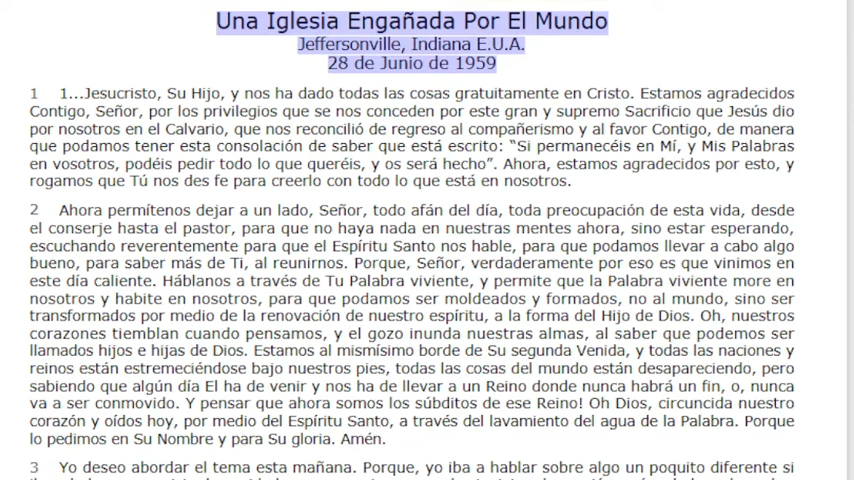 Una Iglesia Engañada Por El Mundo
Jeffersonville, Indiana E.U.A.
28 de Junio de 1959
1 1...Jesucristo, Su Hijo, y nos ha dado todas las cosas gratuitamente en Cristo. Estamos agradecidos
Contigo, Señor, por los privilegios que se nos conceden por este gran y supremo Sacrificio que Jesús dio
por nosotros en el Calvario, que nos reconcilió de regreso al compañerismo y al favor Contigo, de manera
que podamos tener esta consolación de saber que está escrito: “Si permanecéis en Mí, y Mis Palabras
en vosotros, podéis pedir todo lo que queréis, y os será hecho”. Ahora, estamos agradecidos por esto, y
rogamos que Tú nos des fe para creerlo con todo lo que está en nosotros.
2 Ahora permítenos dejar a un lado, Señor, todo afán del día, toda preocupación de esta vida, desde
el conserje hasta el pastor, para que no haya nada en nuestras mentes ahora, sino estar esperando,
escuchando reverentemente para que el Espíritu Santo nos hable, para que podamos llevar a cabo algo
bueno, para saber más de Ti, al reunirnos. Porque, Señor, verdaderamente por eso es que vinimos en
este día caliente. Háblanos a través de Tu Palabra viviente, y permite que la Palabra viviente more en
nosotros y habite en nosotros, para que podamos ser moldeados y formados, no al mundo, sino ser
transformados por medio de la renovación de nuestro espíritu, a la forma del Hijo de Dios. Oh, nuestros
corazones tiemblan cuando pensamos, y el gozo inunda nuestras almas, al saber que podemos ser
llamados hijos e hijas de Dios. Estamos al mismísimo borde de Su segunda Venida, y todas las naciones y
reinos están estremeciéndose bajo nuestros pies, todas las cosas del mundo están desapareciendo, pero
sabiendo que algún día El ha de venir y nos ha de llevar a un Reino donde nunca habrá un fin, o, nunca
va a ser conmovido. Y pensar que ahora somos los súbditos de ese Reino! Oh Dios, circuncida nuestro
corazón y oídos hoy, por medio del Espíritu Santo, a través del lavamiento del agua de la Palabra. Porque
lo pedimos en Su Nombre y para Su gloria. Amén.
3 Yo deseo abordar el tema esta mañana. Porque, yo iba a hablar sobre algo un poquito diferente si